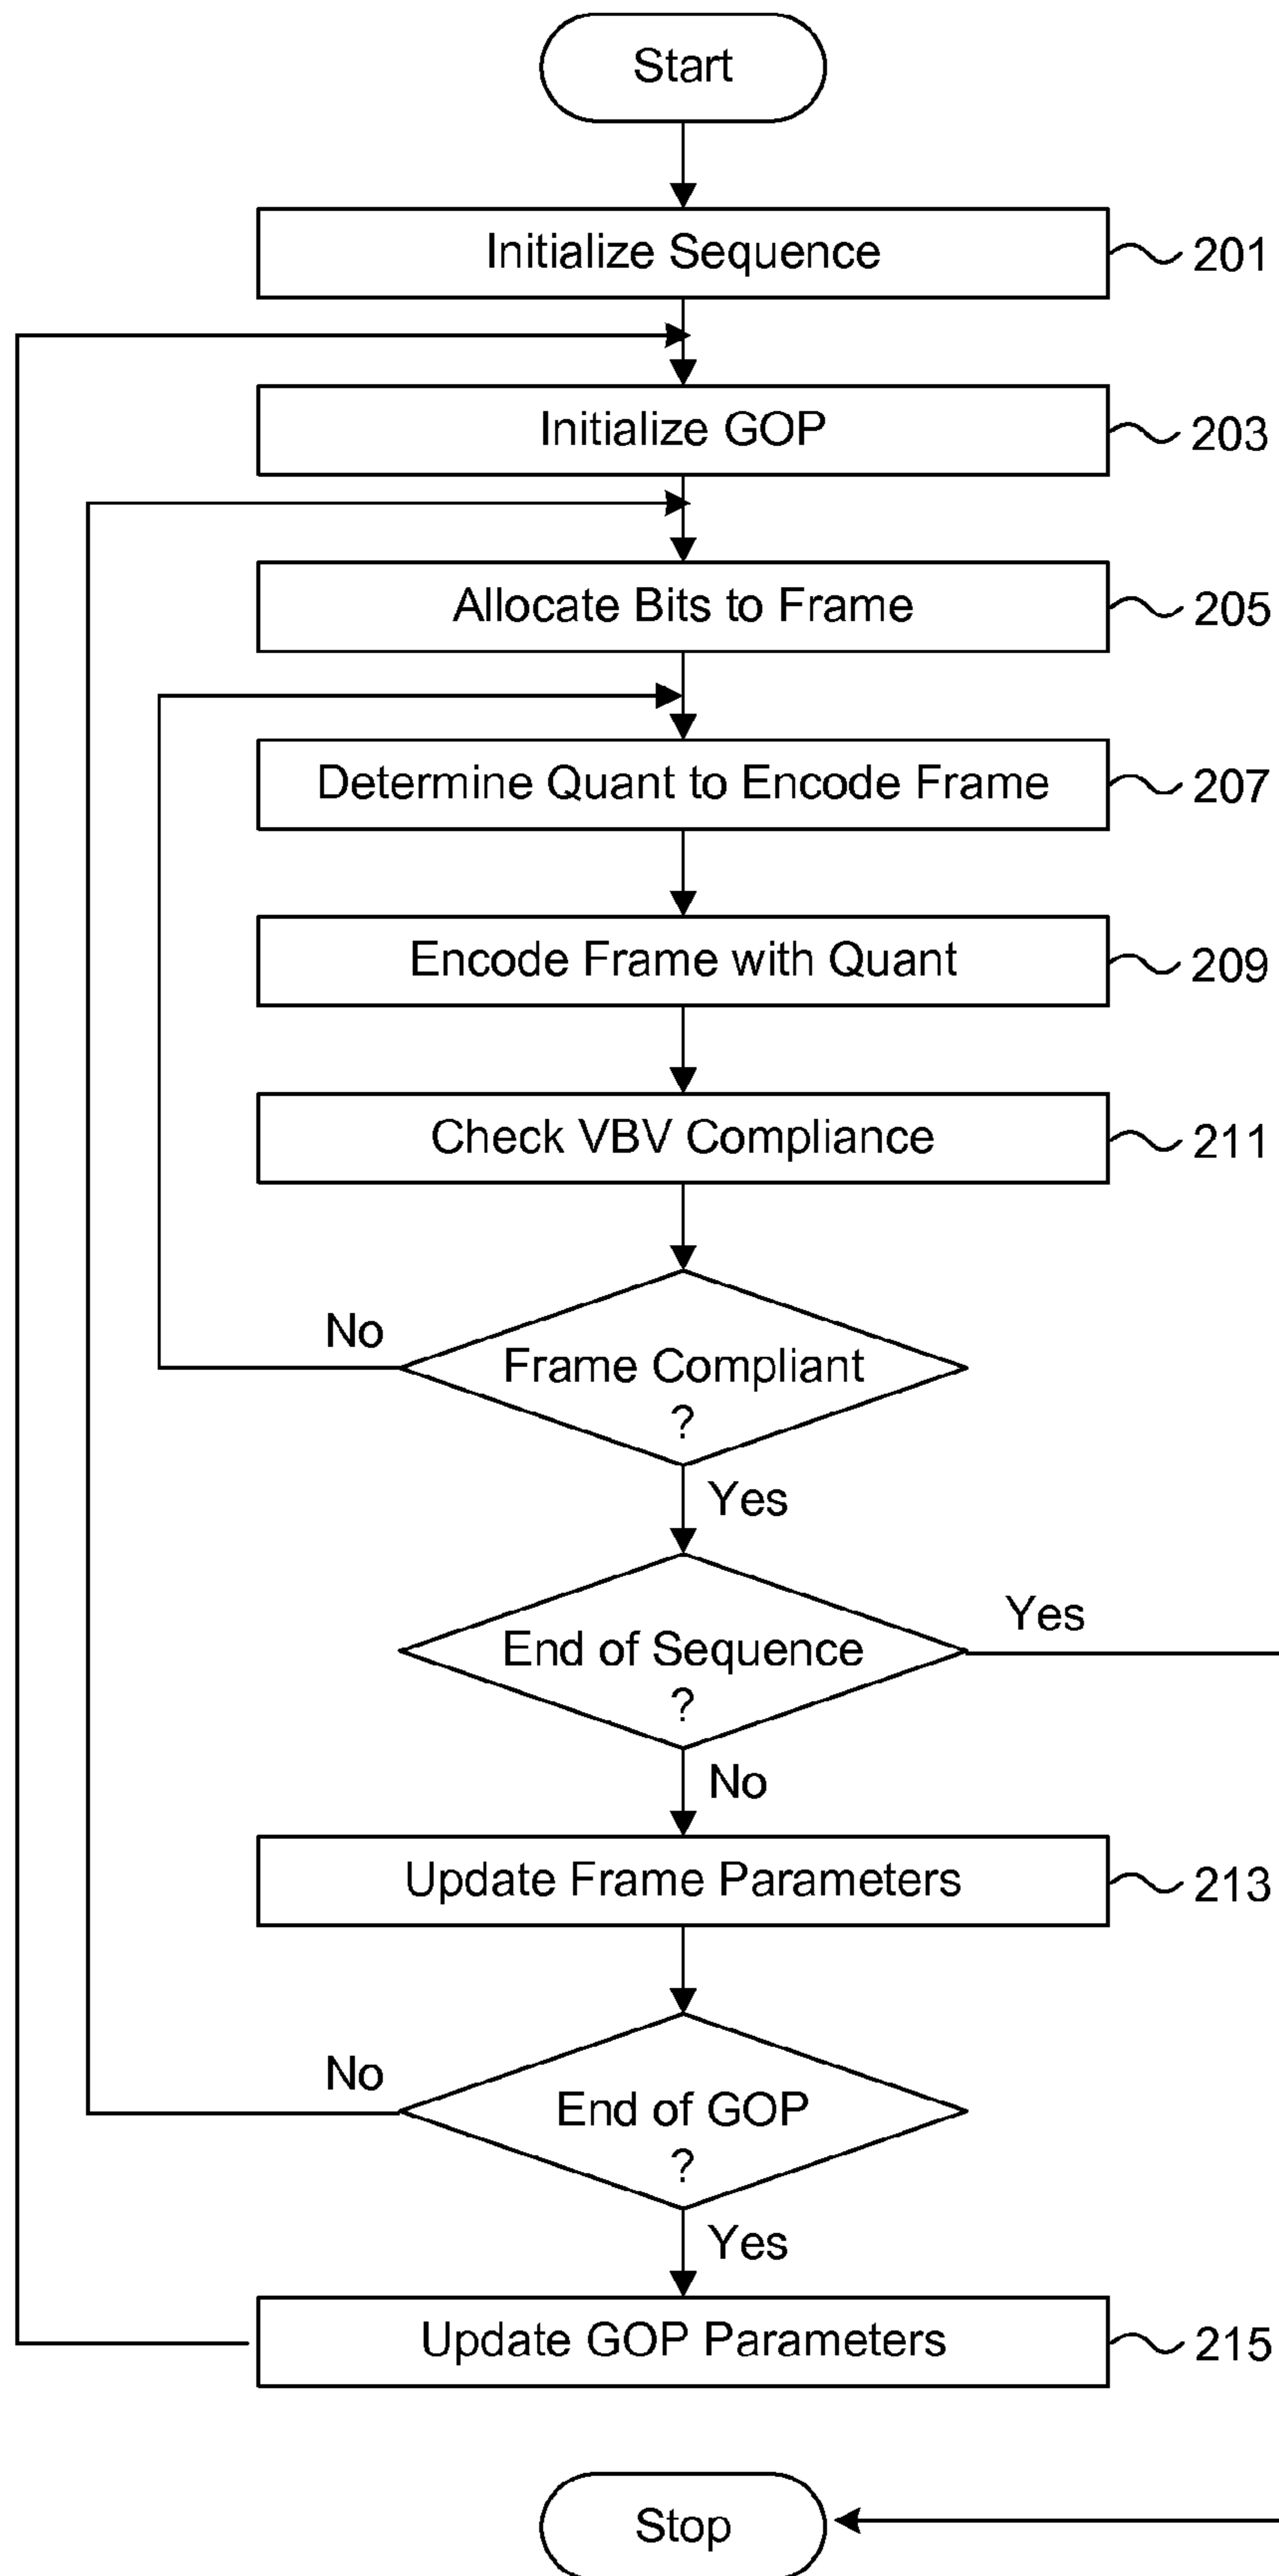 Start
Initialize Sequence
201
Initialize GOP
203
Allocate Bits to Frame
205
Determine Quant to Encode Frame
207
Encode Frame with Quant
209
Check VBV Compliance
211
No
Frame Compliant
?
Yes
Yes
End of Sequence
?
No
Update Frame Parameters
213
No
End of GOP
?
Yes
Update GOP Parameters
215
Stop